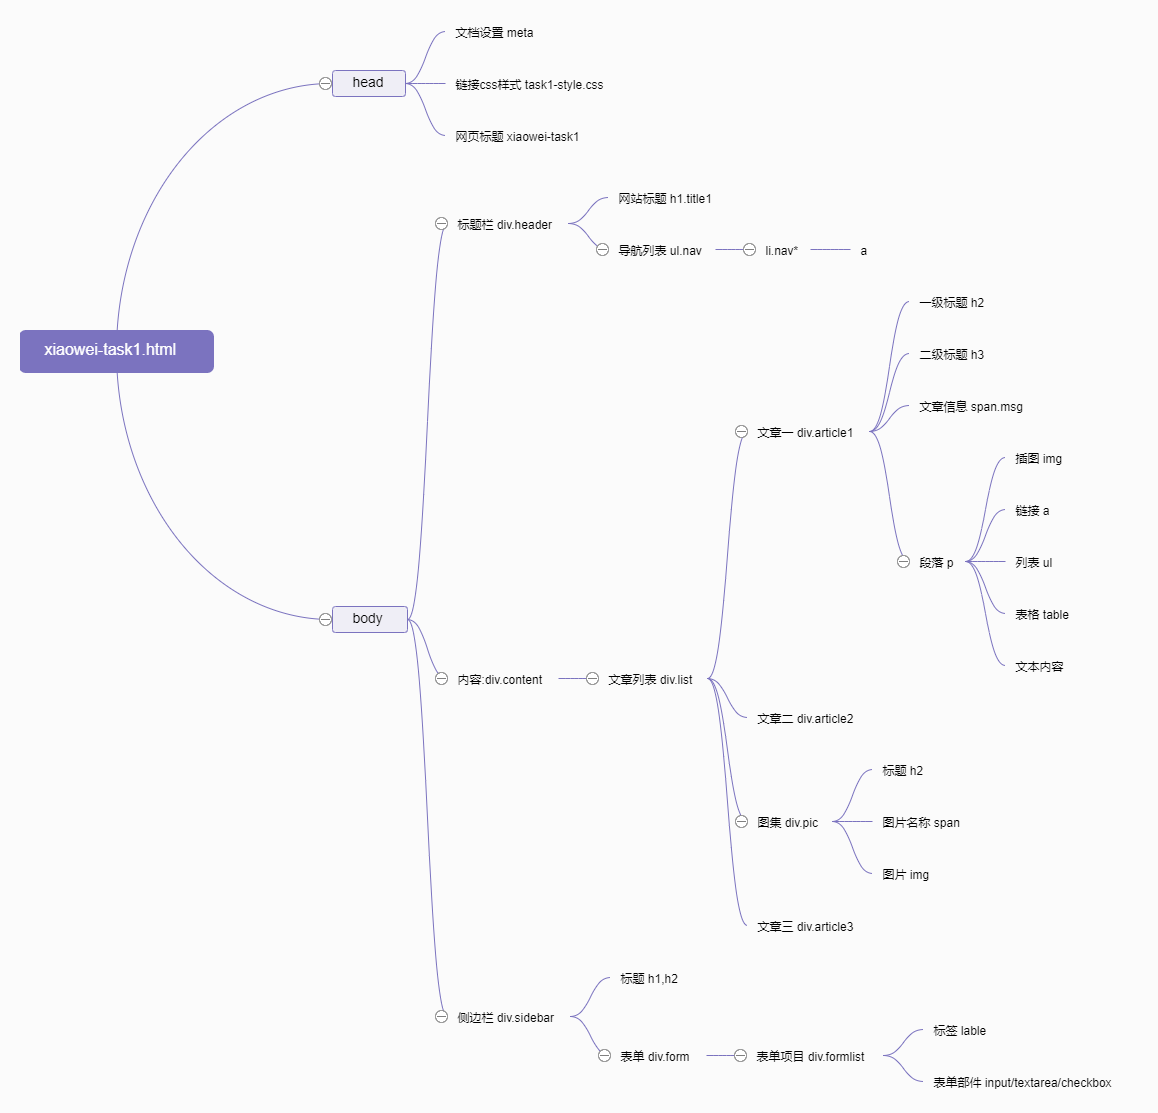 文档设置 meta
head
链接css样式 task1-style.css
网页标题 xiaowei-task1
网站标题 h1.title1
标题栏 div.header
导航列表 ul.nav
li.nav*
a
一级标题 h2
xiaowei-task1.html
二级标题 h3
文章信息 span.msg
文章一 div.article1
插图 img
链接 a
段落 p
列表 ul
表格 table
body
文本内容
内容:div.content
文章列表 div.list
文章二 div.article2
标题 h2
图集 div.pic
图片名称 span
图片 img
文章三 div.article3
标题 h1,h2
侧边栏 div.sidebar
标签 lable
表单 div.form
表单项目 div.formlist
表单部件 input/textarea/checkbox